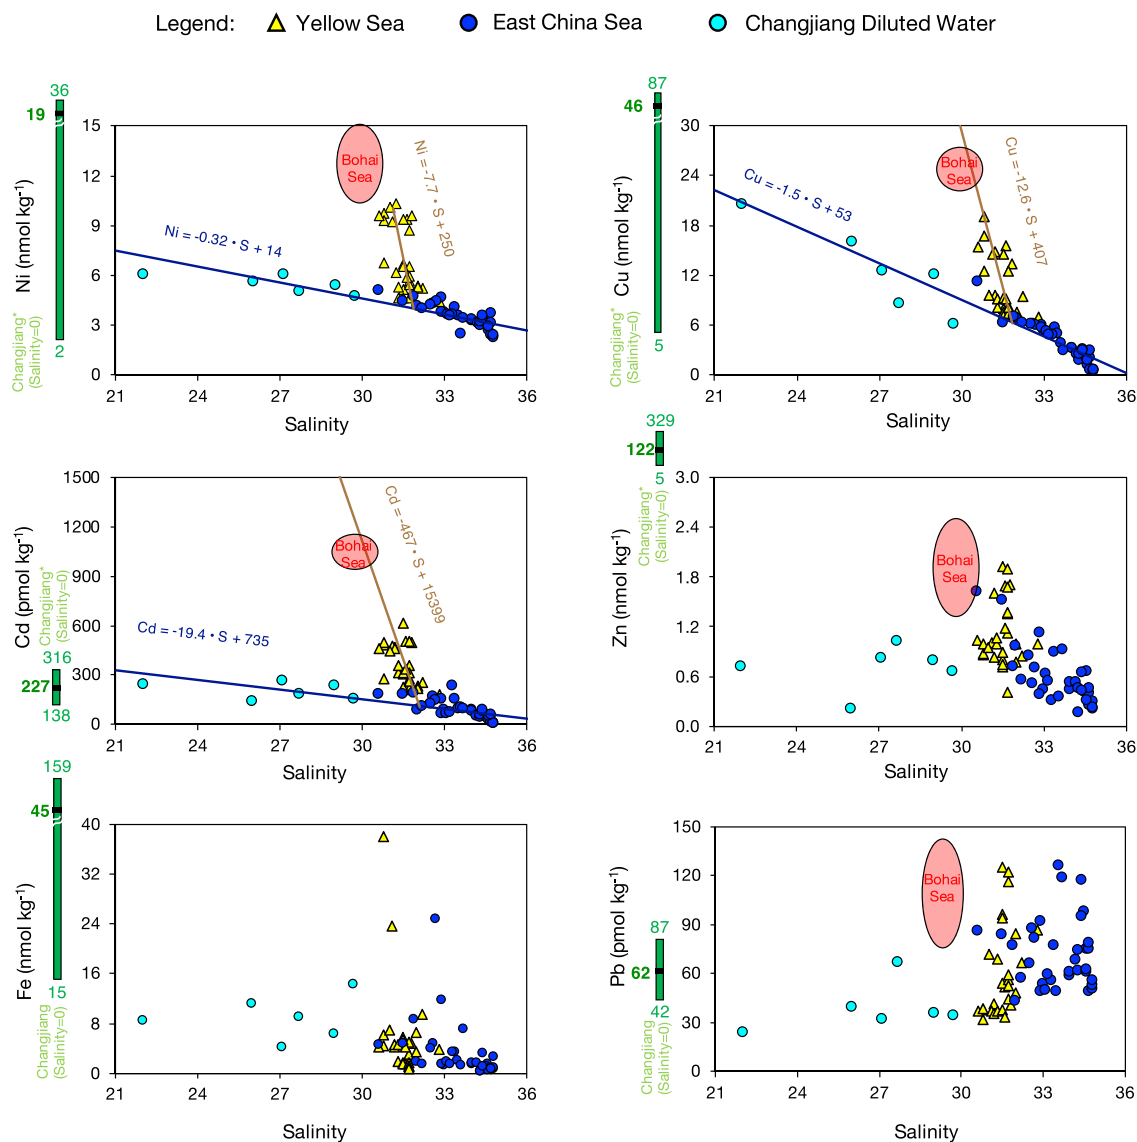 Legend: Yellow Sea East China Sea Changjiang Diluted Water
36
19
2
Changjiang*
(Salinity=0)
Ni (nmol kg-1)
15
12
9
6
3
0
21 24 27 30 33 36
Salinity
Bohai
Sea
Ni = -0.32 • S + 14
Ni =-7.7 • S + 250
87
46
5
Changjiang*
(Salinity=0)
Cu (nmol kg-1)
30
24
18
12
6
0
21 24 27 30 33 36
Salinity
Bohai
Sea
Cu = -1.5 • S + 53
Cu = -12.6 • S + 407
316
227
138
Changjiang*
(Salinity=0)
Cd (pmol kg-1)
1500
1200
900
600
300
0
21 24 27 30 33 36
Salinity
Bohai
Sea
Cd = -19.4 • S + 735
Cd = -467 • S + 15399
329
122
5
Changjiang*
(Salinity=0)
Zn (nmol kg-1)
3.0
2.4
1.8
1.2
0.6
0.0
21 24 27 30 33 36
Salinity
Bohai
Sea
159
45
15
Changjiang
(Salinity=0)
Fe (nmol kg-1)
40
32
24
16
8
0
21 24 27 30 33 36
Salinity
87
62
42
Changjiang
(Salinity=0)
Pb (pmol kg-1)
150
120
90
60
30
0
21 24 27 30 33 36
Salinity
Bohai
Sea